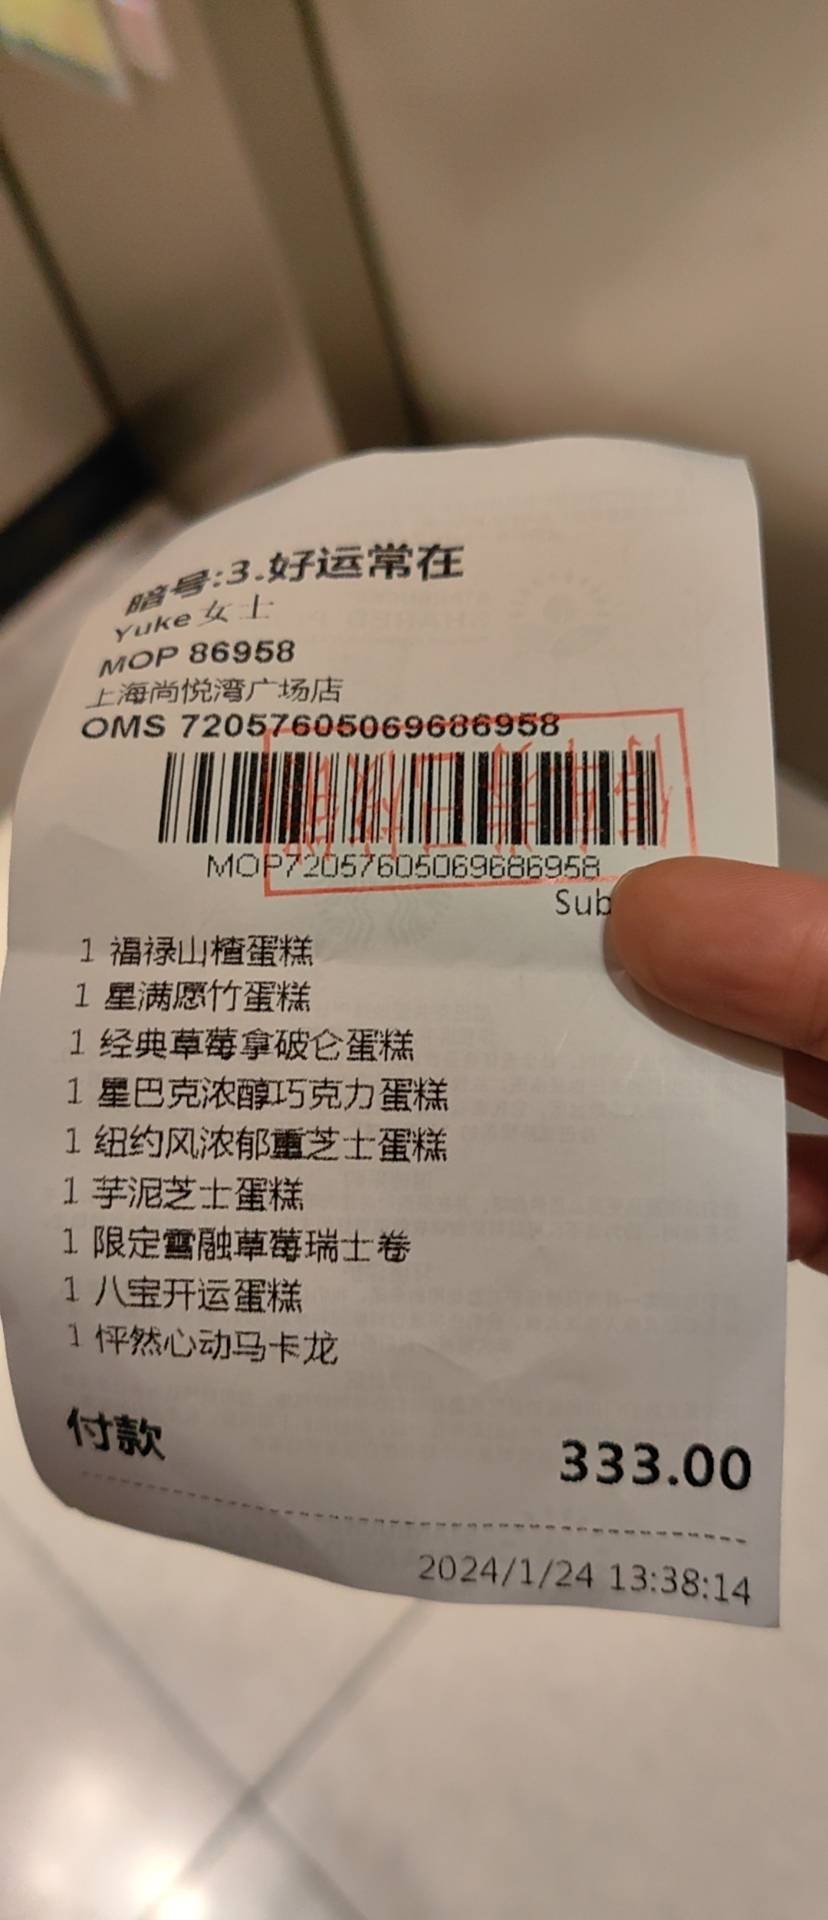 暗号:3.好运常在
Yuke 女士
MOP 86958
上海尚悦湾广场店
OMS 72057605069686958
MOP72057605069686958
Sub
1 福禄山楂蛋糕
1 星满愿竹蛋糕
1 经典草莓拿破仑蛋糕
1 星巴克浓醇巧克力蛋糕
1 纽约风浓郁重芝士蛋糕
1 芋泥芝士蛋糕
1 限定雪融草莓瑞士卷
1 八宝开运蛋糕
1 怦然心动马卡龙
付款 333.00
2024/1/24 13:38:14